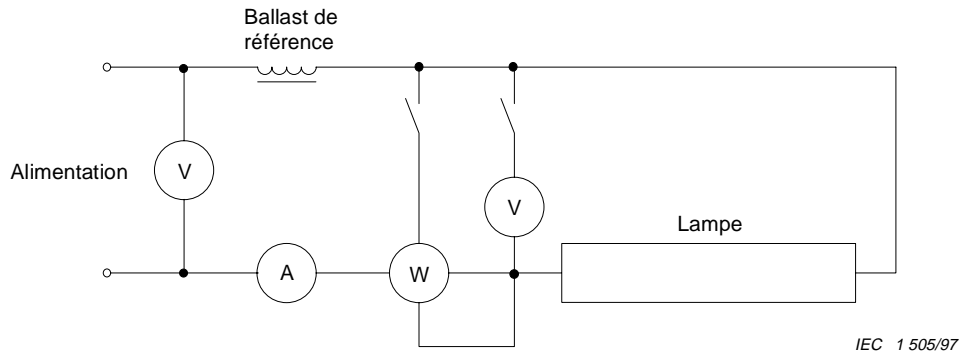 Ballast de
référence
Alimentation
V
V
Lampe
A
W
IEC 1 505/97